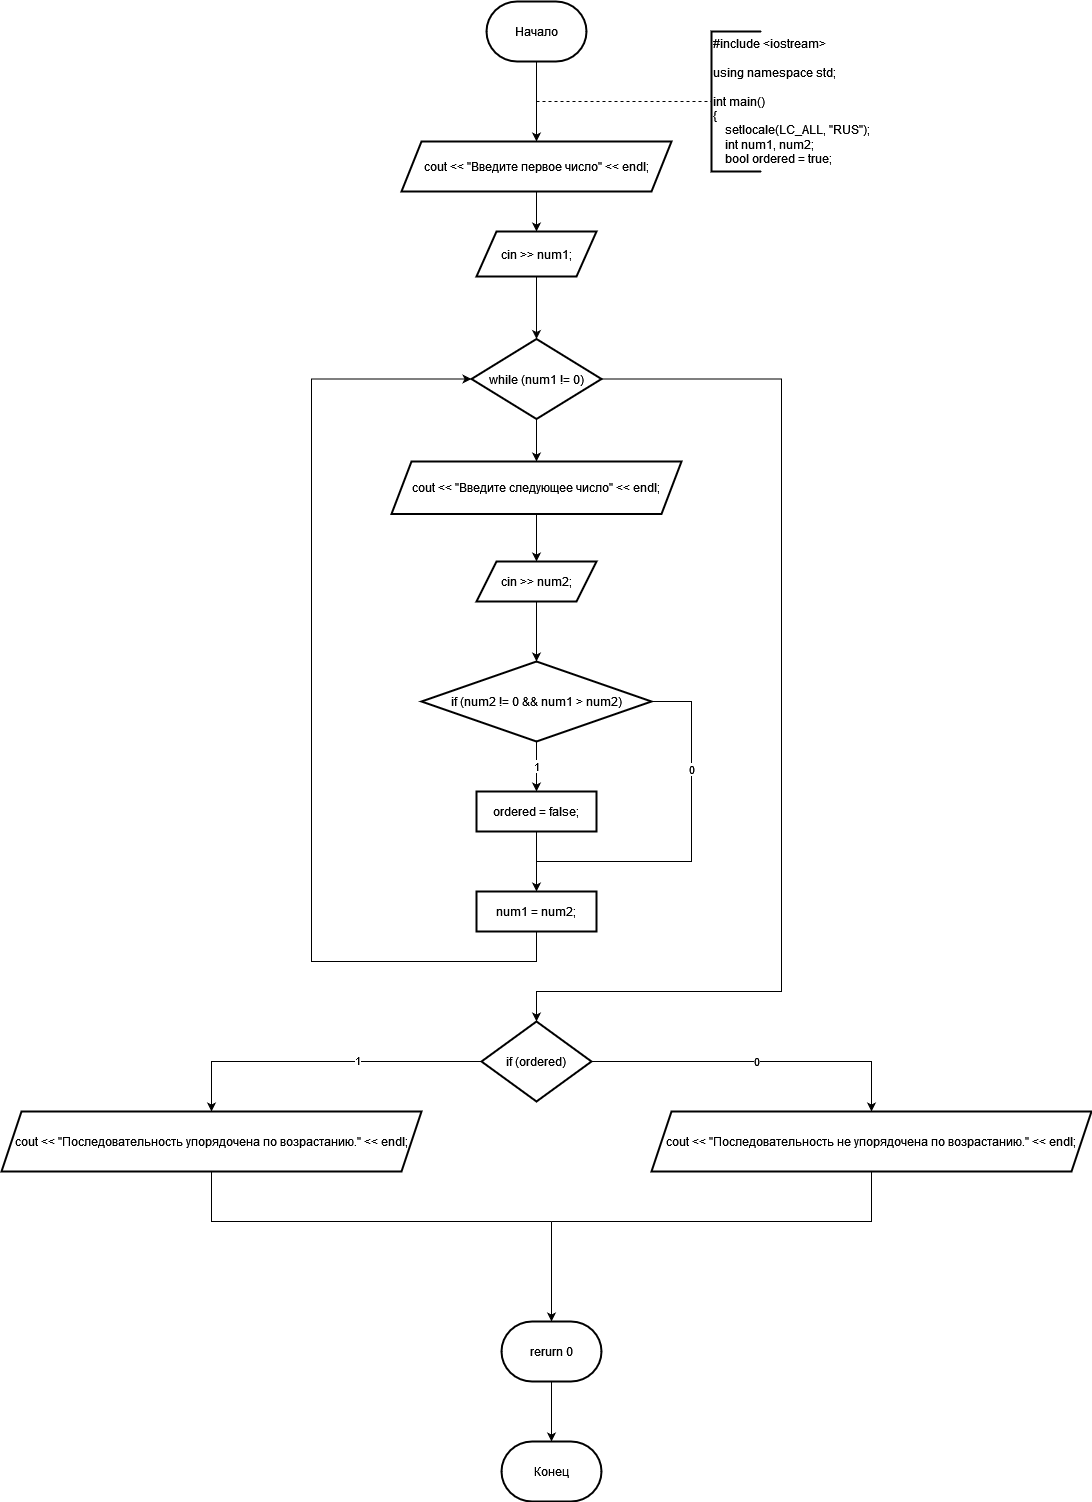 Начало
#include <iostream>
using namespace std;
int main()
{
setlocale(LC_ALL, "RUS");
int num1, num2;
bool ordered = true;
cout << "Введите первое число" << endl;
cin >> num1;
while (num1 != 0)
cout << "Введите следующее число" << endl;
cin >> num2;
if (num2 != 0 && num1 > num2)
1
0
ordered = false;
num1 = num2;
if (ordered)
1
0
cout << "Последовательность упорядочена по возрастанию." << endl;
cout << "Последовательность не упорядочена по возрастанию." << endl;
rerurn 0
Конец